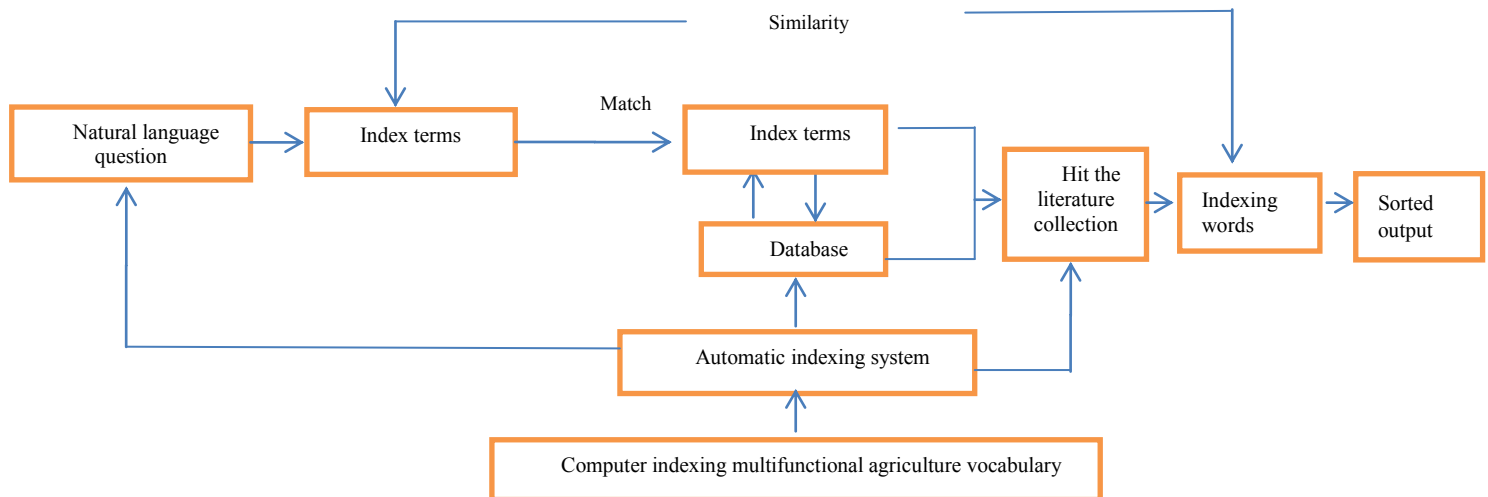 Similarity
Match
Natural language
question
Index terms
Index terms
Hit the
literature
collection
Indexing
words
Sorted
output
Database
Automatic indexing system
Computer indexing multifunctional agriculture vocabulary